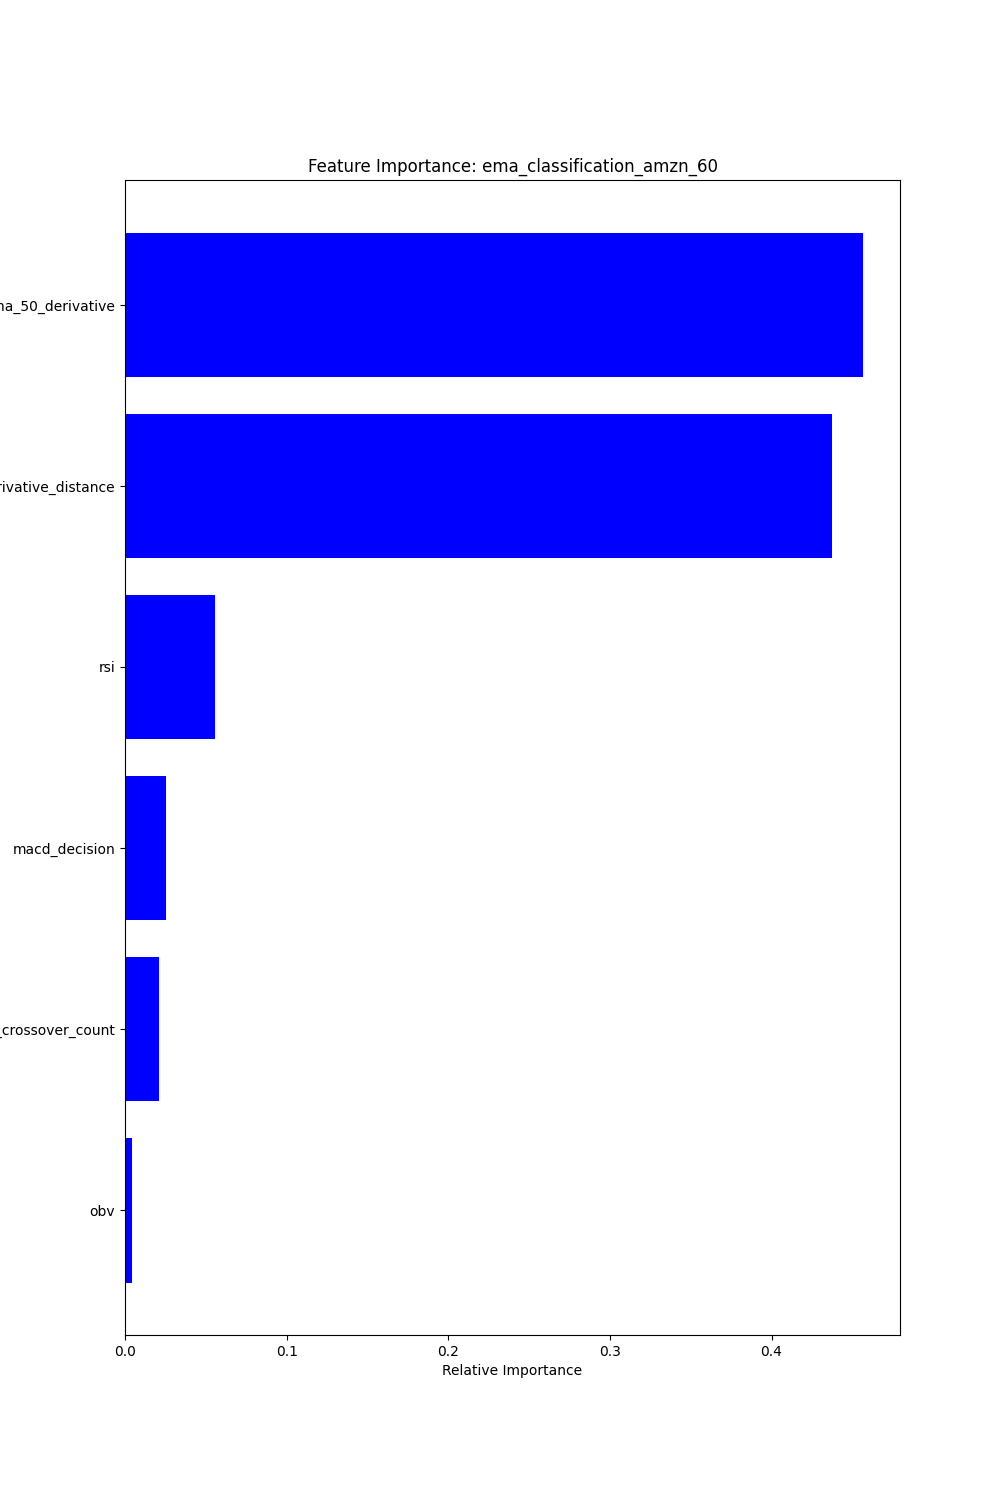 Feature Importance: ema_classification_amzn_60
na_50_derivative
rivative_distance
rsi
macd_decision
_crossover_count
obv
0.0 0.1 0.2 0.3 0.4
Relative Importance